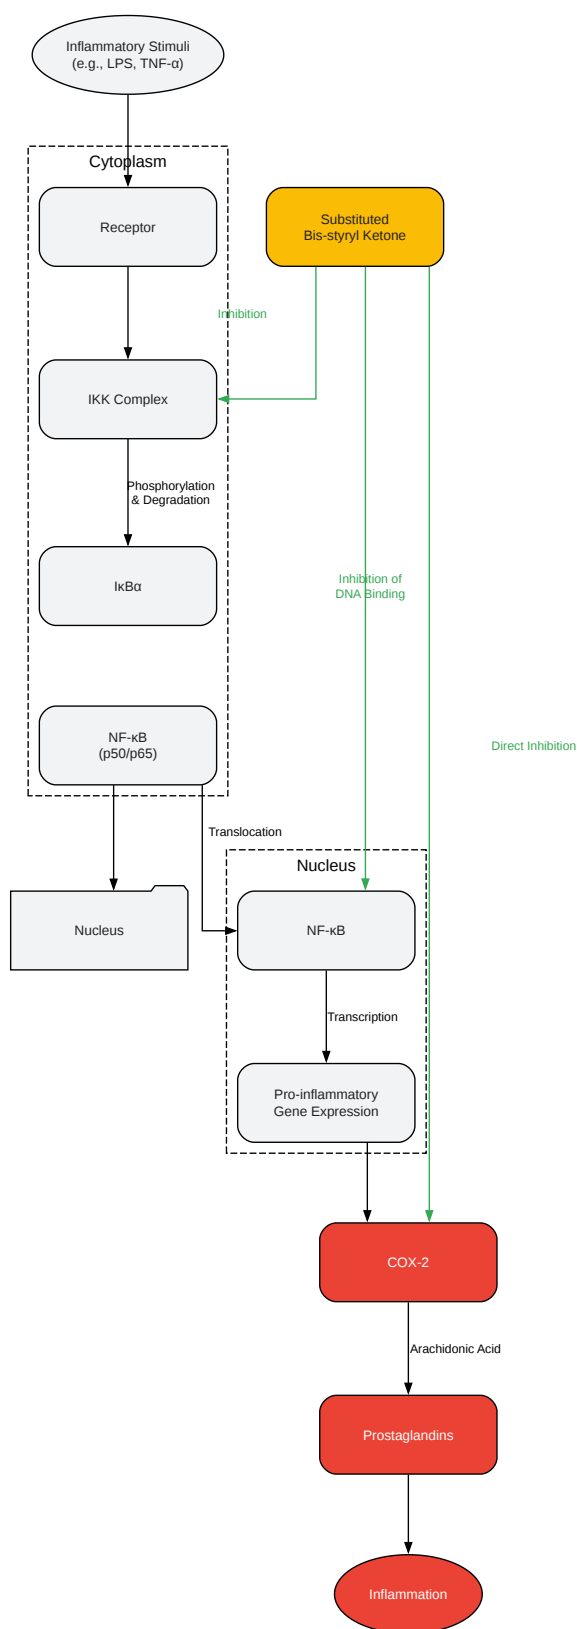 Inflammatory Stimuli
(e.g., LPS, TNF-α)
Cytoplasm
Receptor
Substituted
Bis-styryl Ketone
Inhibition
IKK Complex
Phosphorylation
& Degradation
IκBα
Inhibition of
DNA Binding
NF-κB
(p50/p65)
Direct Inhibition
Translocation
Nucleus
Nucleus
NF-κB
Transcription
Pro-inflammatory
Gene Expression
COX-2
Arachidonic Acid
Prostaglandins
Inflammation